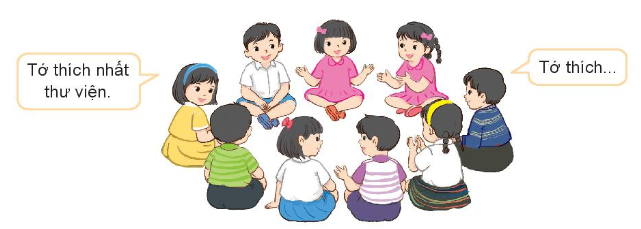 Tớ thích nhất
thư viện.
Tớ thích...